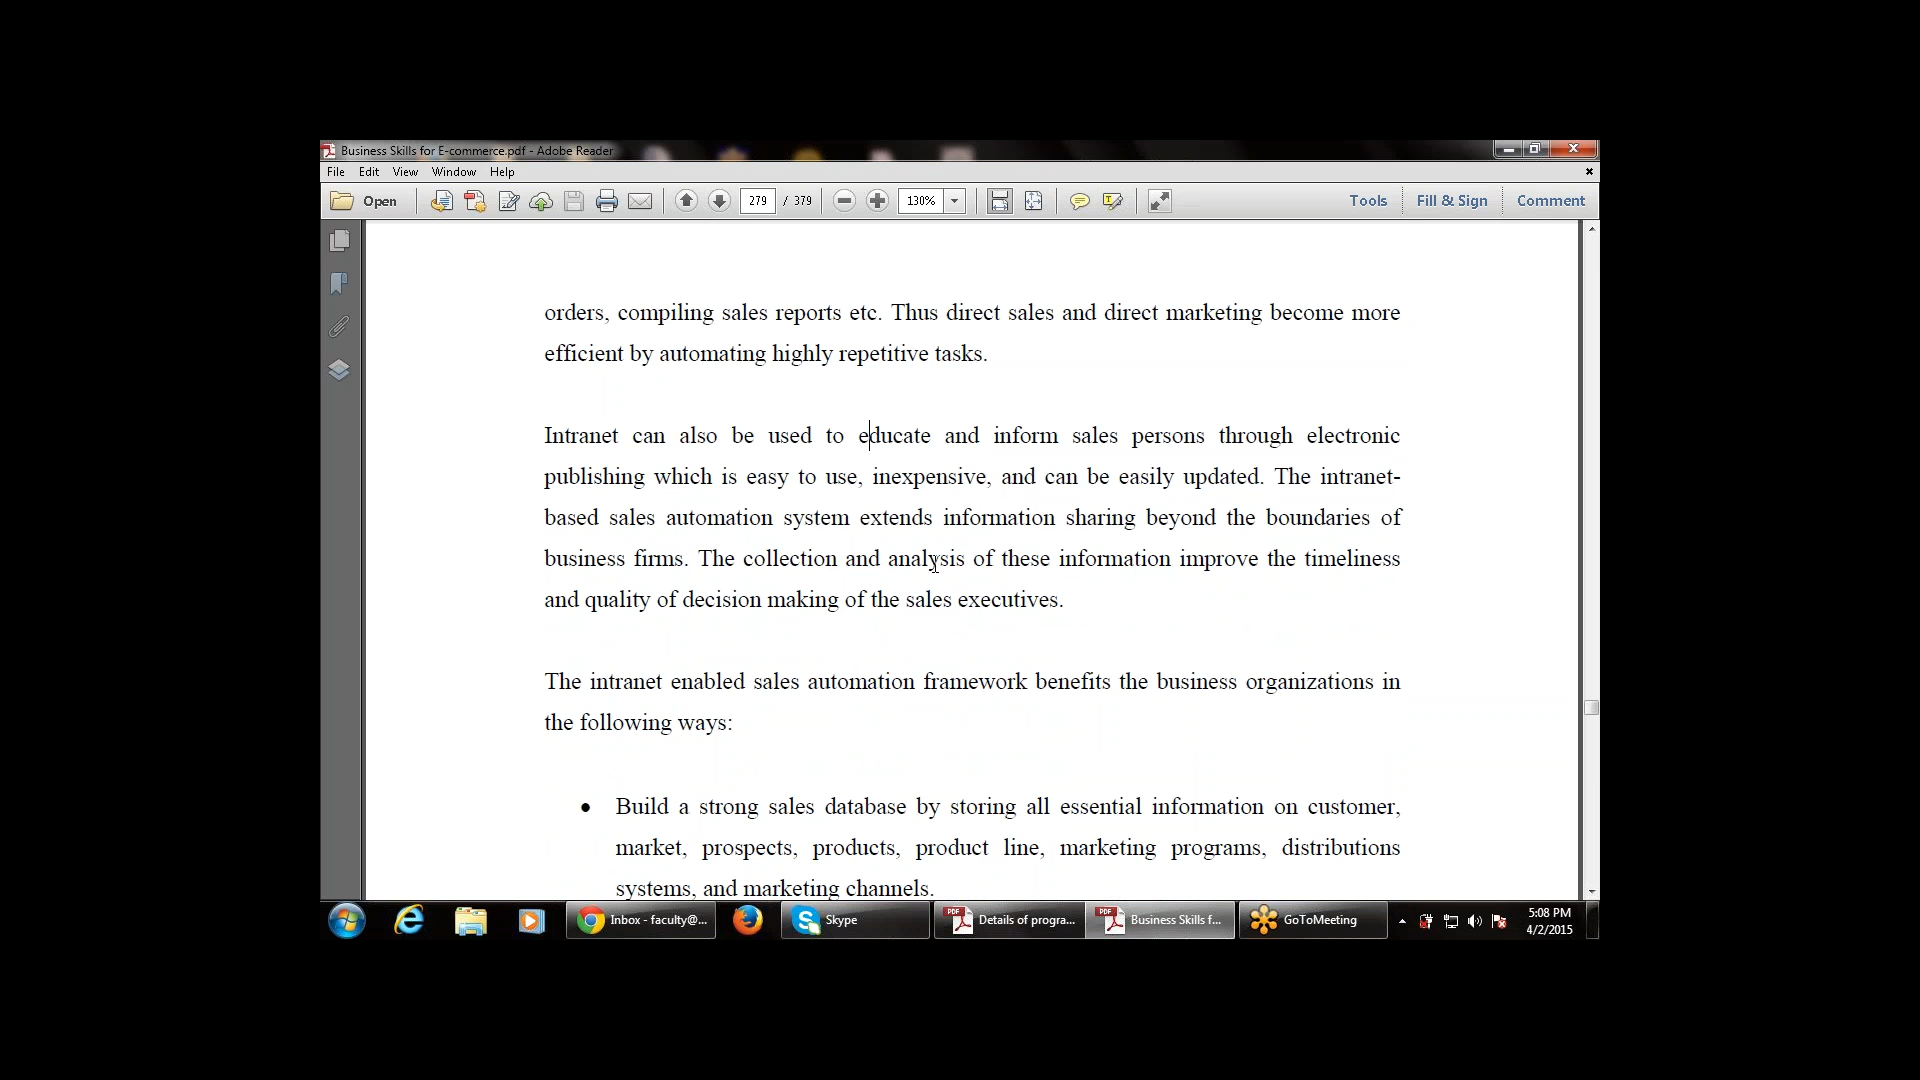 Business Skills for E-commerce.pdf - Adobe Reader
File Edit View Window Help
Open 279 / 379 130% Tools Fill & Sign Comment
orders, compiling sales reports etc. Thus direct sales and direct marketing become more
efficient by automating highly repetitive tasks.
Intranet can also be used to educate and inform sales persons through electronic
publishing which is easy to use, inexpensive, and can be easily updated. The intranet-
based sales automation system extends information sharing beyond the boundaries of
business firms. The collection and analysis of these information improve the timeliness
and quality of decision making of the sales executives.
The intranet enabled sales automation framework benefits the business organizations in
the following ways:
• Build a strong sales database by storing all essential information on customer,
market, prospects, products, product line, marketing programs, distributions
systems, and marketing channels.
Inbox - faculty@... Skype Details of progra... Business Skills f... GoToMeeting 5:08 PM
4/2/2015